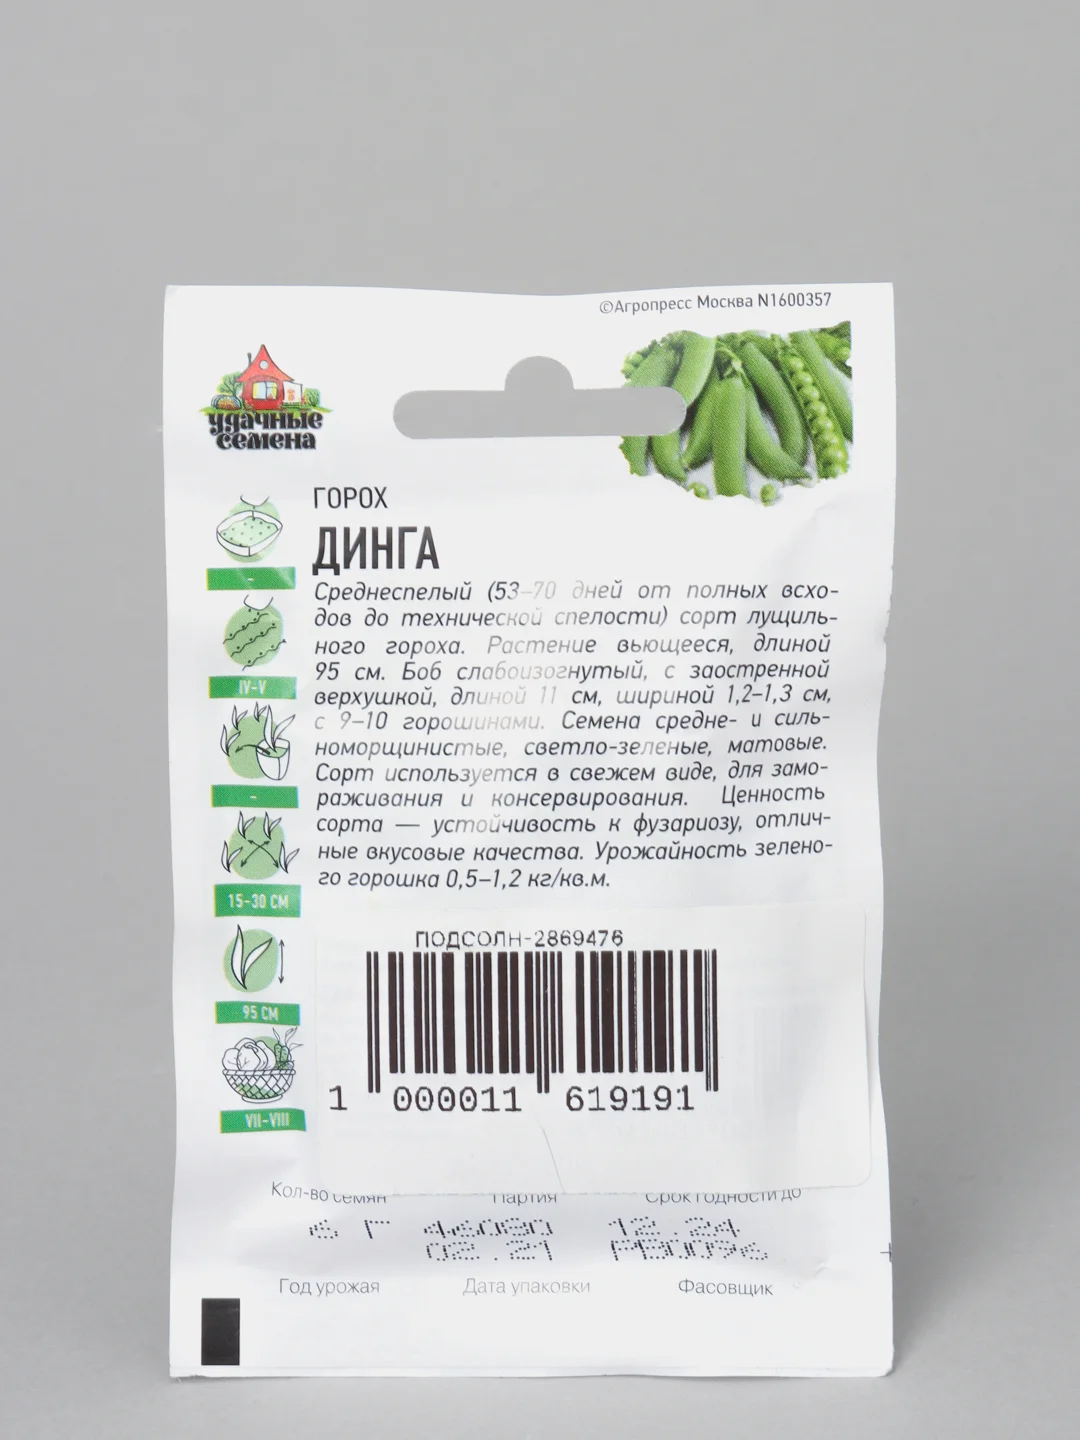 ©Агропресс Москва N1600357
удачные
семена
ГОРОХ
ДИНГА
Среднеспелый (53–70 дней от полных всхо-
дов до технической спелости) сорт лущиль-
ного гороха. Растение вьющееся, длиной
95 см. Боб слабоизогнутый, с заостренной
верхушкой, длиной 11 см, шириной 1,2–1,3 см,
с 9–10 горошинами. Семена средне- и силь-
номорщинистые, светло-зеленые, матовые.
Сорт используется в свежем виде, для замо-
раживания и консервирования. Ценность
сорта — устойчивость к фузариозу, отлич-
ные вкусовые качества. Урожайность зелено-
го горошка 0,5–1,2 кг/кв.м.
-
IV-V
-
15-30 СМ
95 СМ
VII-VIII
ПОДСОЛН-2869476
1 000011 619191
Кол-во семян Партия Срок годности до
6 Г 46080 12.24
02.21 РВ0096
Год урожая Дата упаковки Фасовщик